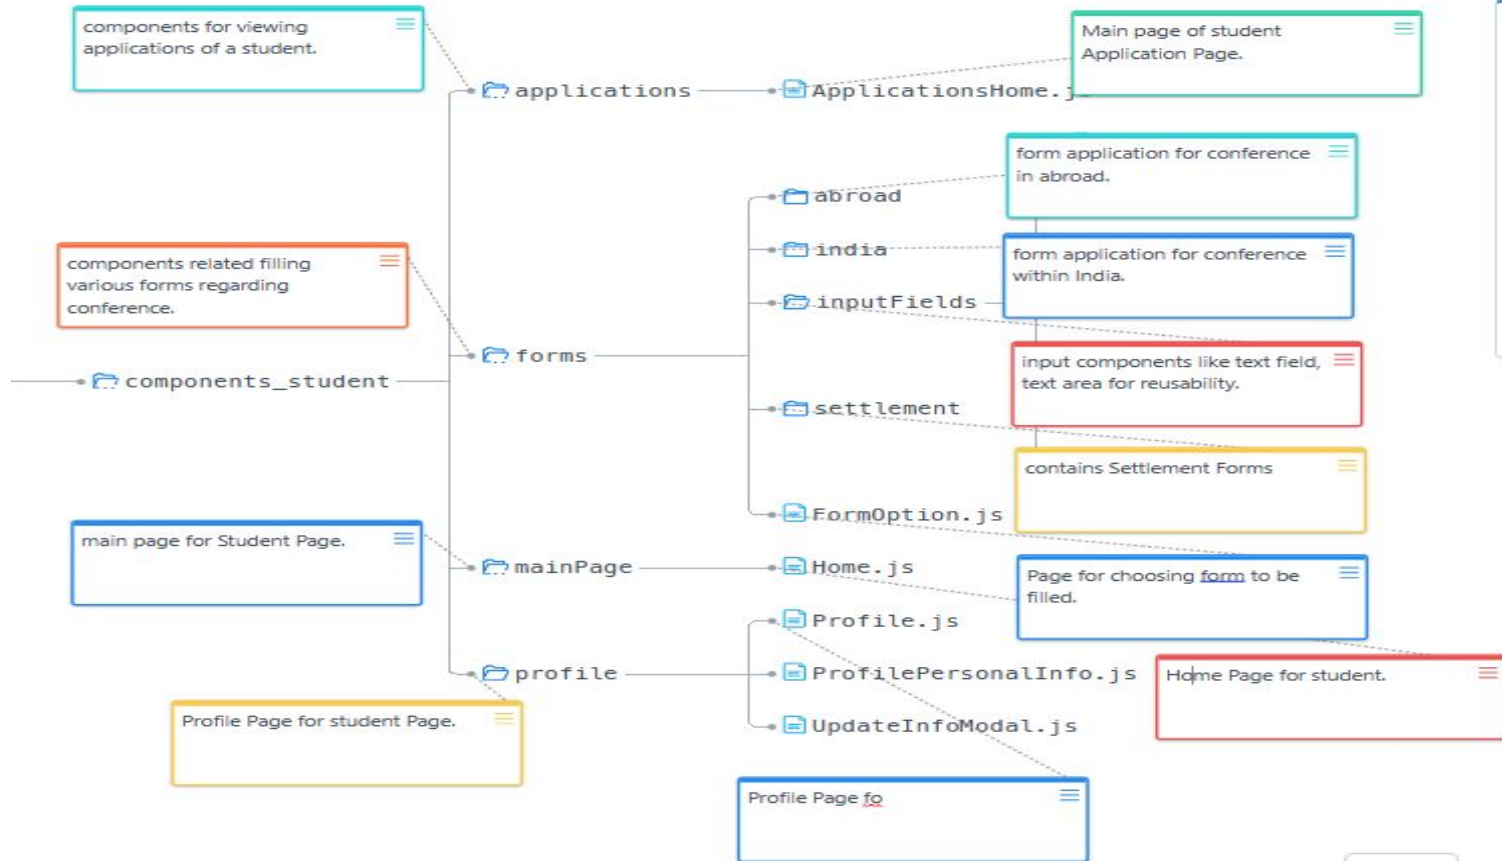 components for viewing
applications of a student.
Main page of student
Application Page.
applications
ApplicationsHome.j
form application for conference
in abroad.
abroad
india
form application for conference
within India.
components related filling
various forms regarding
conference.
inputFields
forms
input components like text field,
text area for reusability.
components_student
settlement
contains Settlement Forms
FormOption.js
main page for Student Page.
mainPage
Home.js
Page for choosing form to be
filled.
Profile.js
profile
ProfilePersonalInfo.js
Home Page for student.
Profile Page for student Page.
UpdateInfoModal.js
Profile Page fo